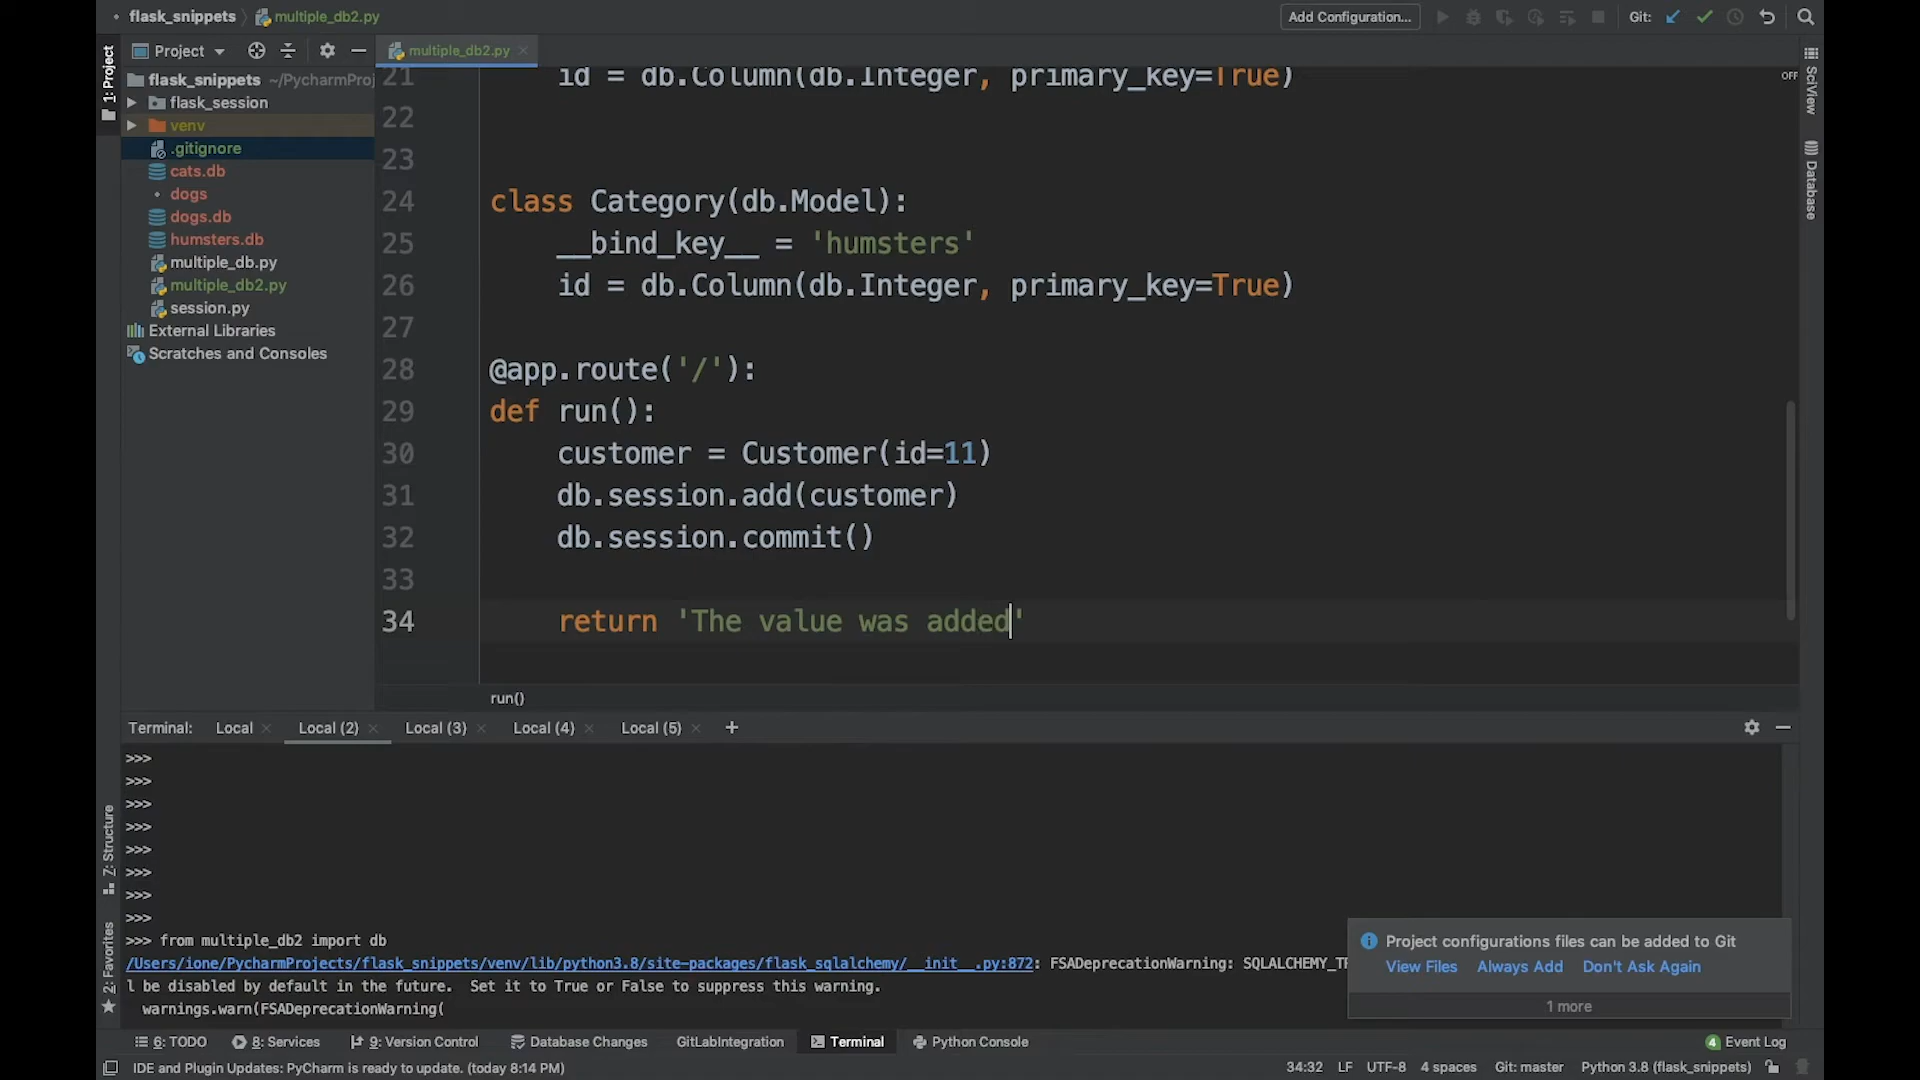 flask_snippets
multiple_db2.py
Add Configuration...
Git:
1: Project
Project
multiple_db2.py
flask_snippets ~/PycharmProj
flask_session
venv
.gitignore
cats.db
dogs
dogs.db
humsters.db
multiple_db.py
multiple_db2.py
session.py
External Libraries
Scratches and Consoles
21 id = db.Column(db.Integer, primary_key=True)
22
23
24 class Category(db.Model):
25 __bind_key__ = 'humsters'
26 id = db.Column(db.Integer, primary_key=True)
27
28 @app.route('/'):
29 def run():
30 customer = Customer(id=11)
31 db.session.add(customer)
32 db.session.commit()
33
34 return 'The value was added'
run()
OFF
SciView
Database
Terminal: Local Local (2) Local (3) Local (4) Local (5)
Z: Structure
2: Favorites
>>>
>>>
>>>
>>>
>>>
>>>
>>>
>>>
>>> from multiple_db2 import db
/Users/ione/PycharmProjects/flask_snippets/venv/lib/python3.8/site-packages/flask_sqlalchemy/__init__.py:872: FSADeprecationWarning: SQLALCHEMY_TR
l be disabled by default in the future.  Set it to True or False to suppress this warning.
warnings.warn(FSADeprecationWarning(
Project configurations files can be added to Git
View Files Always Add Don't Ask Again
1 more
6: TODO 8: Services 9: Version Control Database Changes GitLabIntegration Terminal Python Console 4 Event Log
IDE and Plugin Updates: PyCharm is ready to update. (today 8:14 PM) 34:32 LF UTF-8 4 spaces Git: master Python 3.8 (flask_snippets)